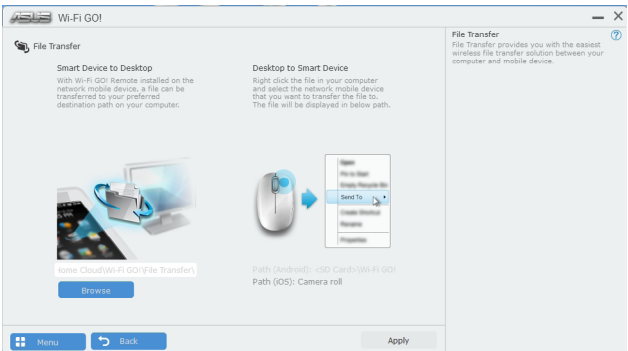 ASUS Wi-Fi GO!
File Transfer
Smart Device to Desktop
With Wi-Fi GO! Remote installed on the
network mobile device, a file can be
transferred to your preferred
destination path on your computer.
Home Cloud\Wi-Fi GO!\File Transfer\
Browse
Desktop to Smart Device
Right click the file in your computer
and select the network mobile device
that you want to transfer the file to.
The file will be displayed in below path.
Open
Pin to Start
Empty Recycle Bin
Send To
Create Shortcut
Rename
Properties
Path (Android): <SD Card>\Wi-Fi GO!
Path (iOS): Camera roll
Menu
Back
Apply
File Transfer
File Transfer provides you with the easiest
wireless file transfer solution between your
computer and mobile device.